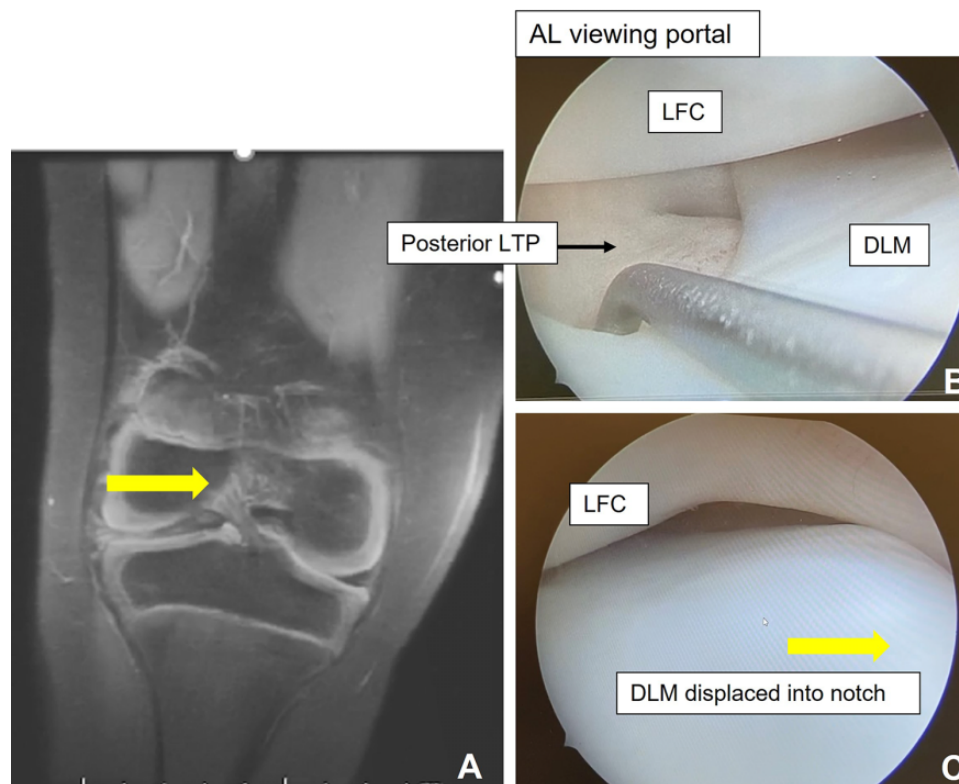 AL viewing portal
LFC
Posterior LTP
DLM
B
LFC
DLM displaced into notch
A
C